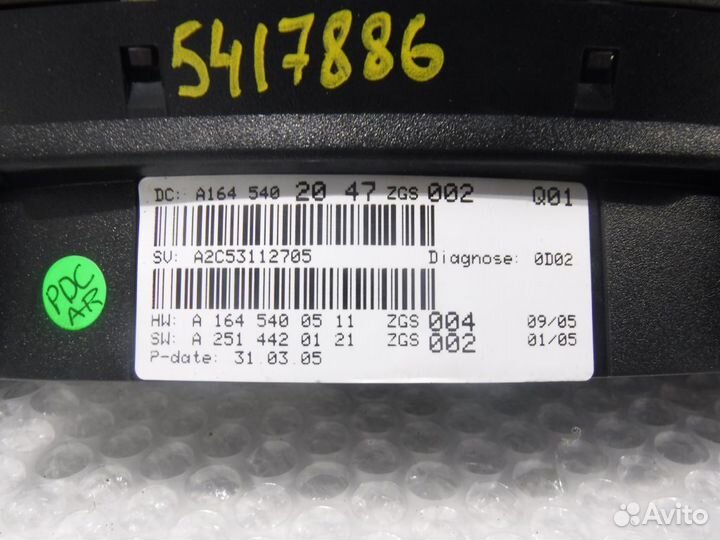 5417886
DC: A164 540 20 47 ZGS 002 Q01
SV: A2C53112705 Diagnose: 0D02
HW: A 164 540 05 11 ZGS 004 09/05
SW: A 251 442 01 21 ZGS 002 01/05
P-date: 31.03.05
PDC
AR
Avito